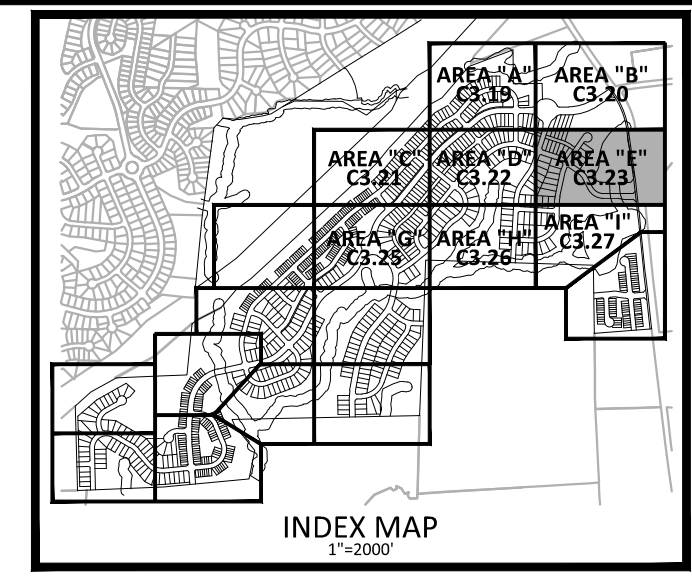 AREA "A"
C3.19
AREA "B"
C3.20
AREA "C"
C3.21
AREA "D"
C3.22
AREA "E"
C3.23
AREA "G"
C3.25
AREA "H"
C3.26
AREA "I"
C3.27
INDEX MAP
1"=2000'